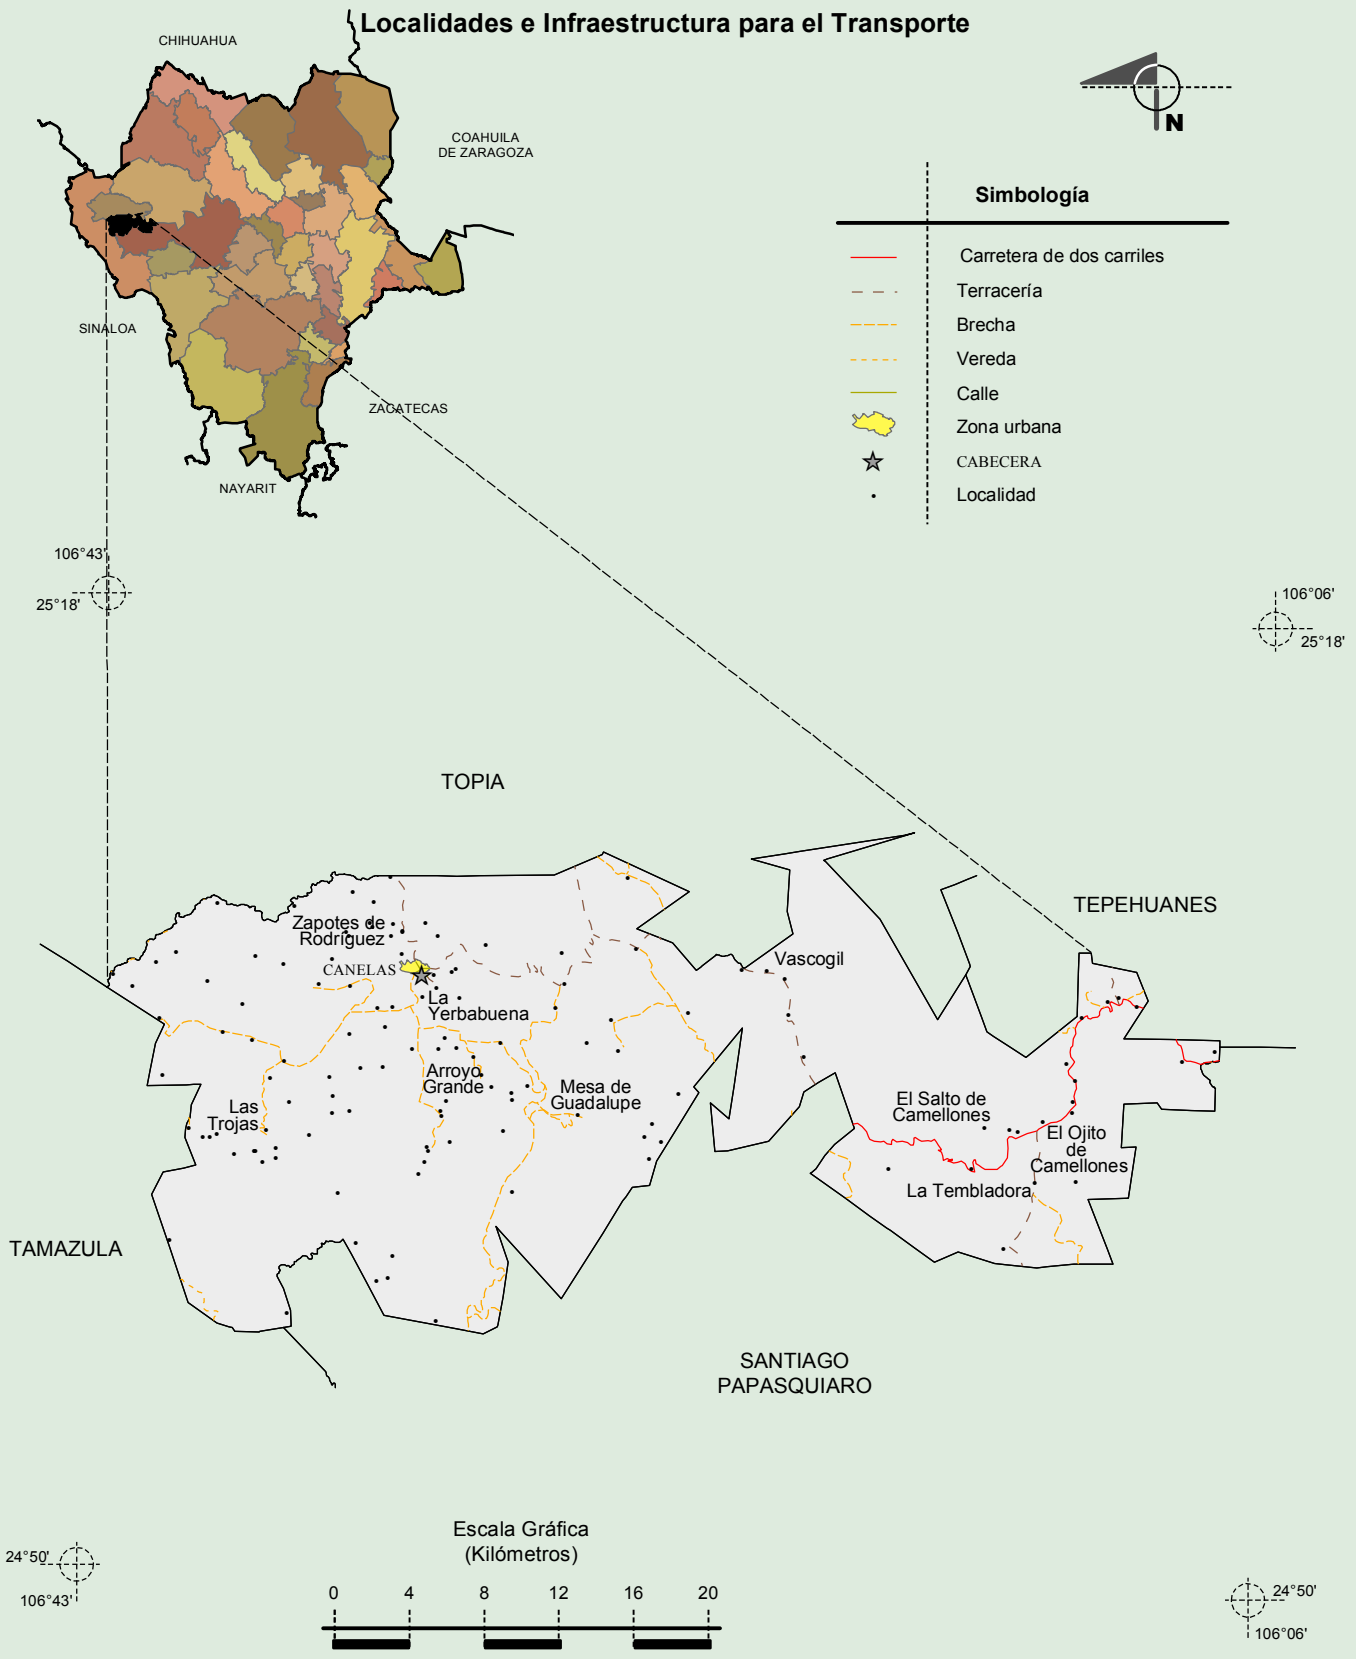 Localidades e Infraestructura para el Transporte
CHIHUAHUA
COAHUILA
DE ZARAGOZA
SINALOA
ZACATECAS
NAYARIT
N
Simbología
Carretera de dos carriles
Terracería
Brecha
Vereda
Calle
Zona urbana
CABECERA
Localidad
106°43'
25°18'
106°06'
25°18'
TOPIA
TEPEHUANES
Zapotes de
Rodríguez
CANELAS
La
Yerbabuena
Vascogil
Arroyo
Grande
Mesa de
Guadalupe
Las
Trojas
El Salto de
Camellones
El Ojito
de
Camellones
La Tembladora
TAMAZULA
SANTIAGO
PAPASQUIARO
Escala Gráfica
(Kilómetros)
0 4 8 12 16 20
24°50'
106°43'
24°50'
106°06'